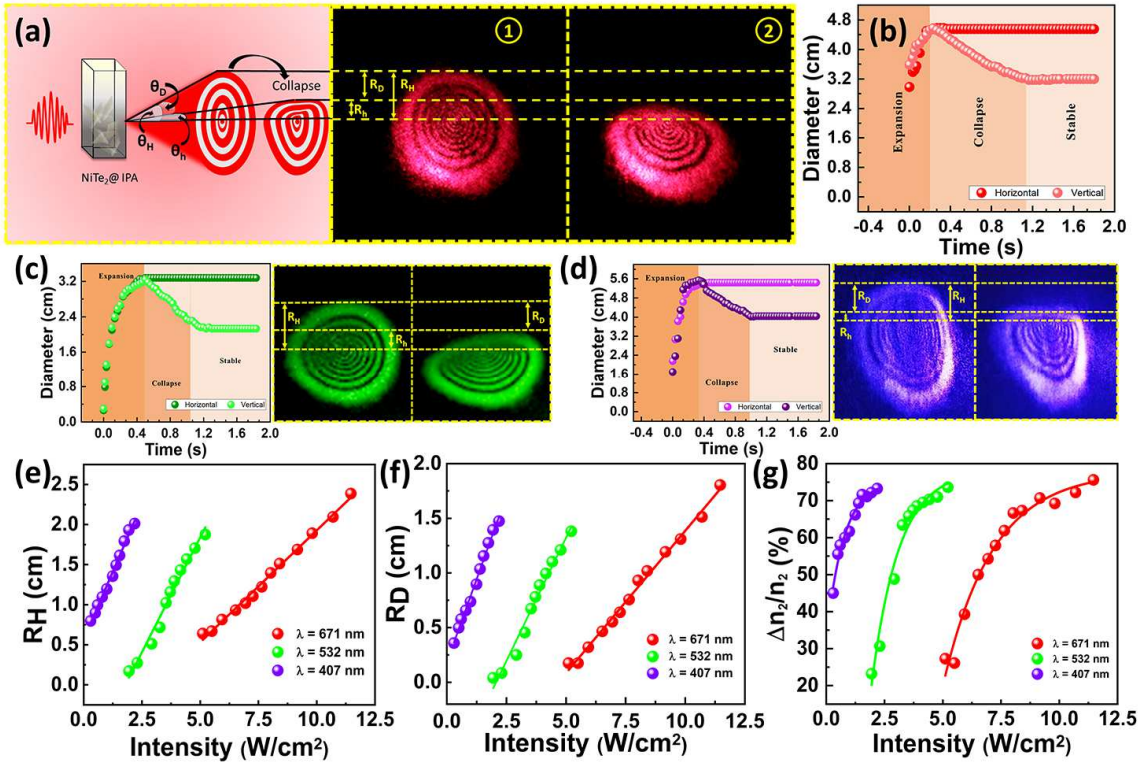 (a)
①
②
θD
θH
θh
Collapse
NiTe2@ IPA
RD
RH
Rh
(b)
Diameter (cm)
4.8
4.0
3.2
2.4
1.6
0.8
0.0
Expansion
Collapse
Stable
Horizontal Vertical
-0.4 0.0 0.4 0.8 1.2 1.6 2.0
Time (s)
(c)
Diameter (cm)
3.2
2.4
1.6
0.8
0.0
Expansion
Collapse
Stable
Horizontal Vertical
0.0 0.4 0.8 1.2 1.6 2.0
Time (s)
RH
RD
Rh
(d)
Diameter (cm)
5.6
4.8
4.0
3.2
2.4
1.6
0.8
0.0
Expansion
Collapse
Stable
Horizontal Vertical
-0.4 0.0 0.4 0.8 1.2 1.6 2.0
Time (s)
RD
RH
Rh
(e)
RH (cm)
2.5
2.0
1.5
1.0
0.5
0.0
λ = 671 nm
λ = 532 nm
λ = 407 nm
0.0 2.5 5.0 7.5 10.0 12.5
Intensity (W/cm²)
(f)
RD (cm)
2.0
1.5
1.0
0.5
0.0
λ = 671 nm
λ = 532 nm
λ = 407 nm
0.0 2.5 5.0 7.5 10.0 12.5
Intensity (W/cm²)
(g)
Δn2/n2 (%)
80
70
60
50
40
30
20
λ = 671 nm
λ = 532 nm
λ = 407 nm
0.0 2.5 5.0 7.5 10.0 12.5
Intensity (W/cm²)